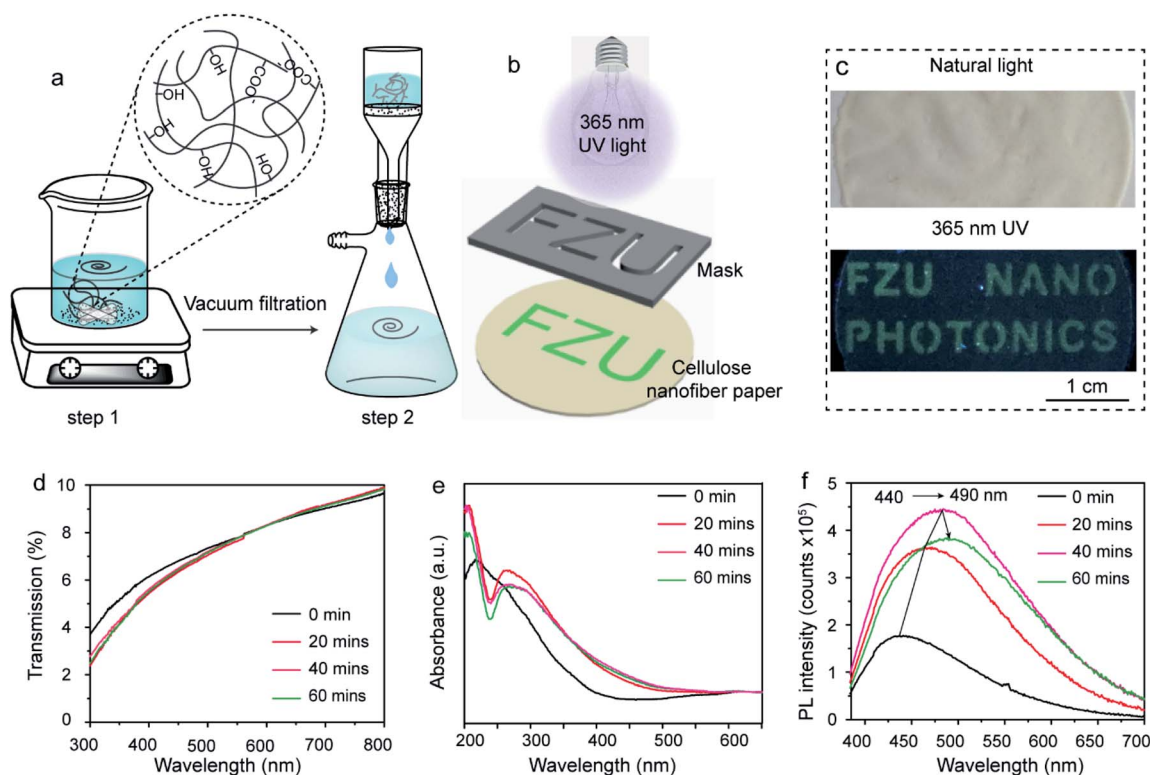 a
-OH
-COO-
-COO-
-OH
HO-
-OH
OH-
Vacuum filtration
step 1
step 2
b
365 nm
UV light
FZU
Mask
FZU
Cellulose
nanofiber paper
c
Natural light
365 nm UV
FZU NANO
PHOTONICS
1 cm
d
Transmission (%)
10
8
6
4
2
0
0 min
20 mins
40 mins
60 mins
300 400 500 600 700 800
Wavelength (nm)
e
Absorbance (a.u.)
0 min
20 mins
40 mins
60 mins
200 300 400 500 600
Wavelength (nm)
f
PL intensity (counts x10⁵)
5
4
3
2
1
0
440 → 490 nm
0 min
20 mins
40 mins
60 mins
400 450 500 550 600 650 700
Wavelength (nm)